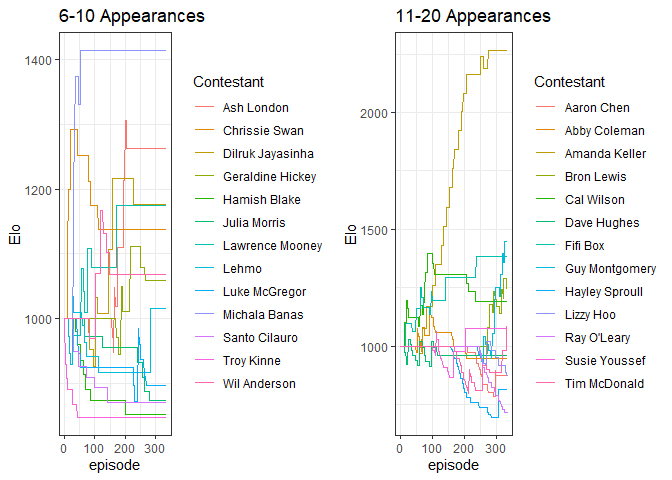 6-10 Appearances
1400
1200
1000
Elo
0
100
200
300
episode
Contestant
Ash London
Chrissie Swan
Dilruk Jayasinha
Geraldine Hickey
Hamish Blake
Julia Morris
Lawrence Mooney
Lehmo
Luke McGregor
Michala Banas
Santo Cilauro
Troy Kinne
Wil Anderson
11-20 Appearances
2000
1500
1000
Elo
0
100
200
300
episode
Contestant
Aaron Chen
Abby Coleman
Amanda Keller
Bron Lewis
Cal Wilson
Dave Hughes
Fifi Box
Guy Montgomery
Hayley Sproull
Lizzy Hoo
Ray O'Leary
Susie Youssef
Tim McDonald